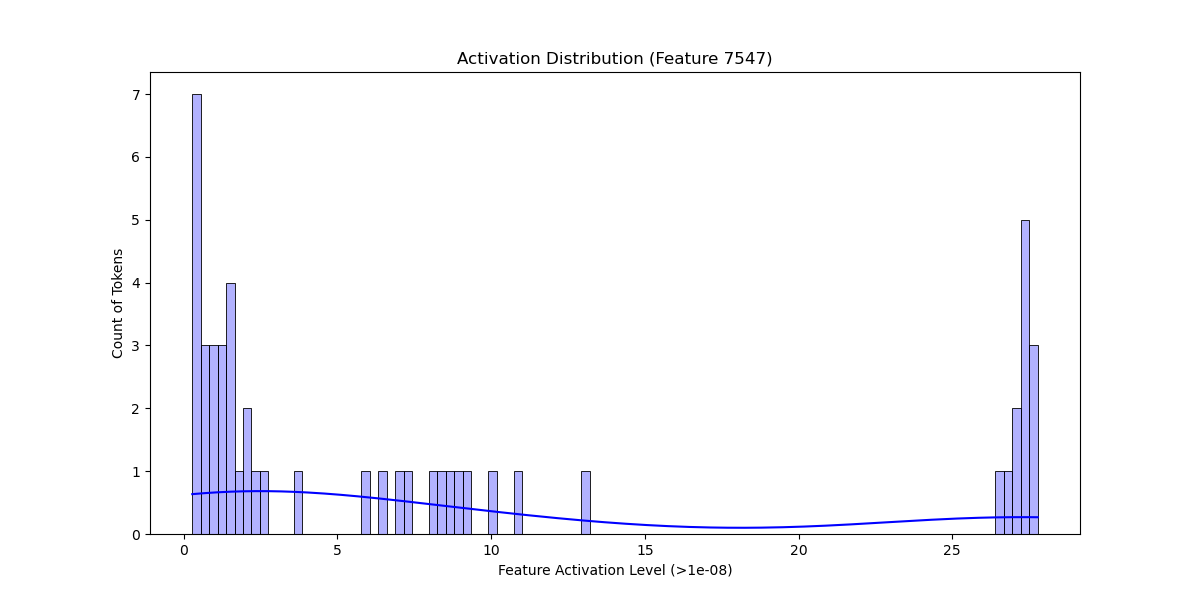 Activation Distribution (Feature 7547)
7
6
5
4
3
2
1
0
Count of Tokens
0 5 10 15 20 25
Feature Activation Level (>1e-08)